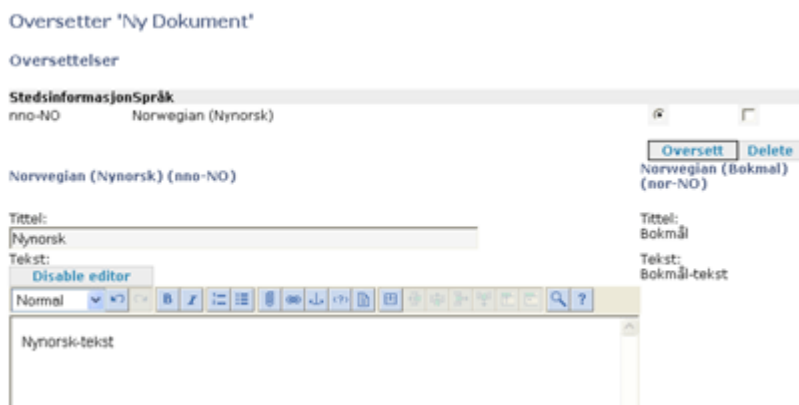 Oversetter 'Ny Dokument'
Oversettelser
StedsinformasjonSpråk
nno-NO Norwegian (Nynorsk)
Oversett Delete
Norwegian (Nynorsk) (nno-NO)
Norwegian (Bokmal)
(nor-NO)
Tittel:
Nynorsk
Tekst:
Disable editor
Normal
Nynorsk-tekst
Tittel:
Bokmål
Tekst:
Bokmål-tekst